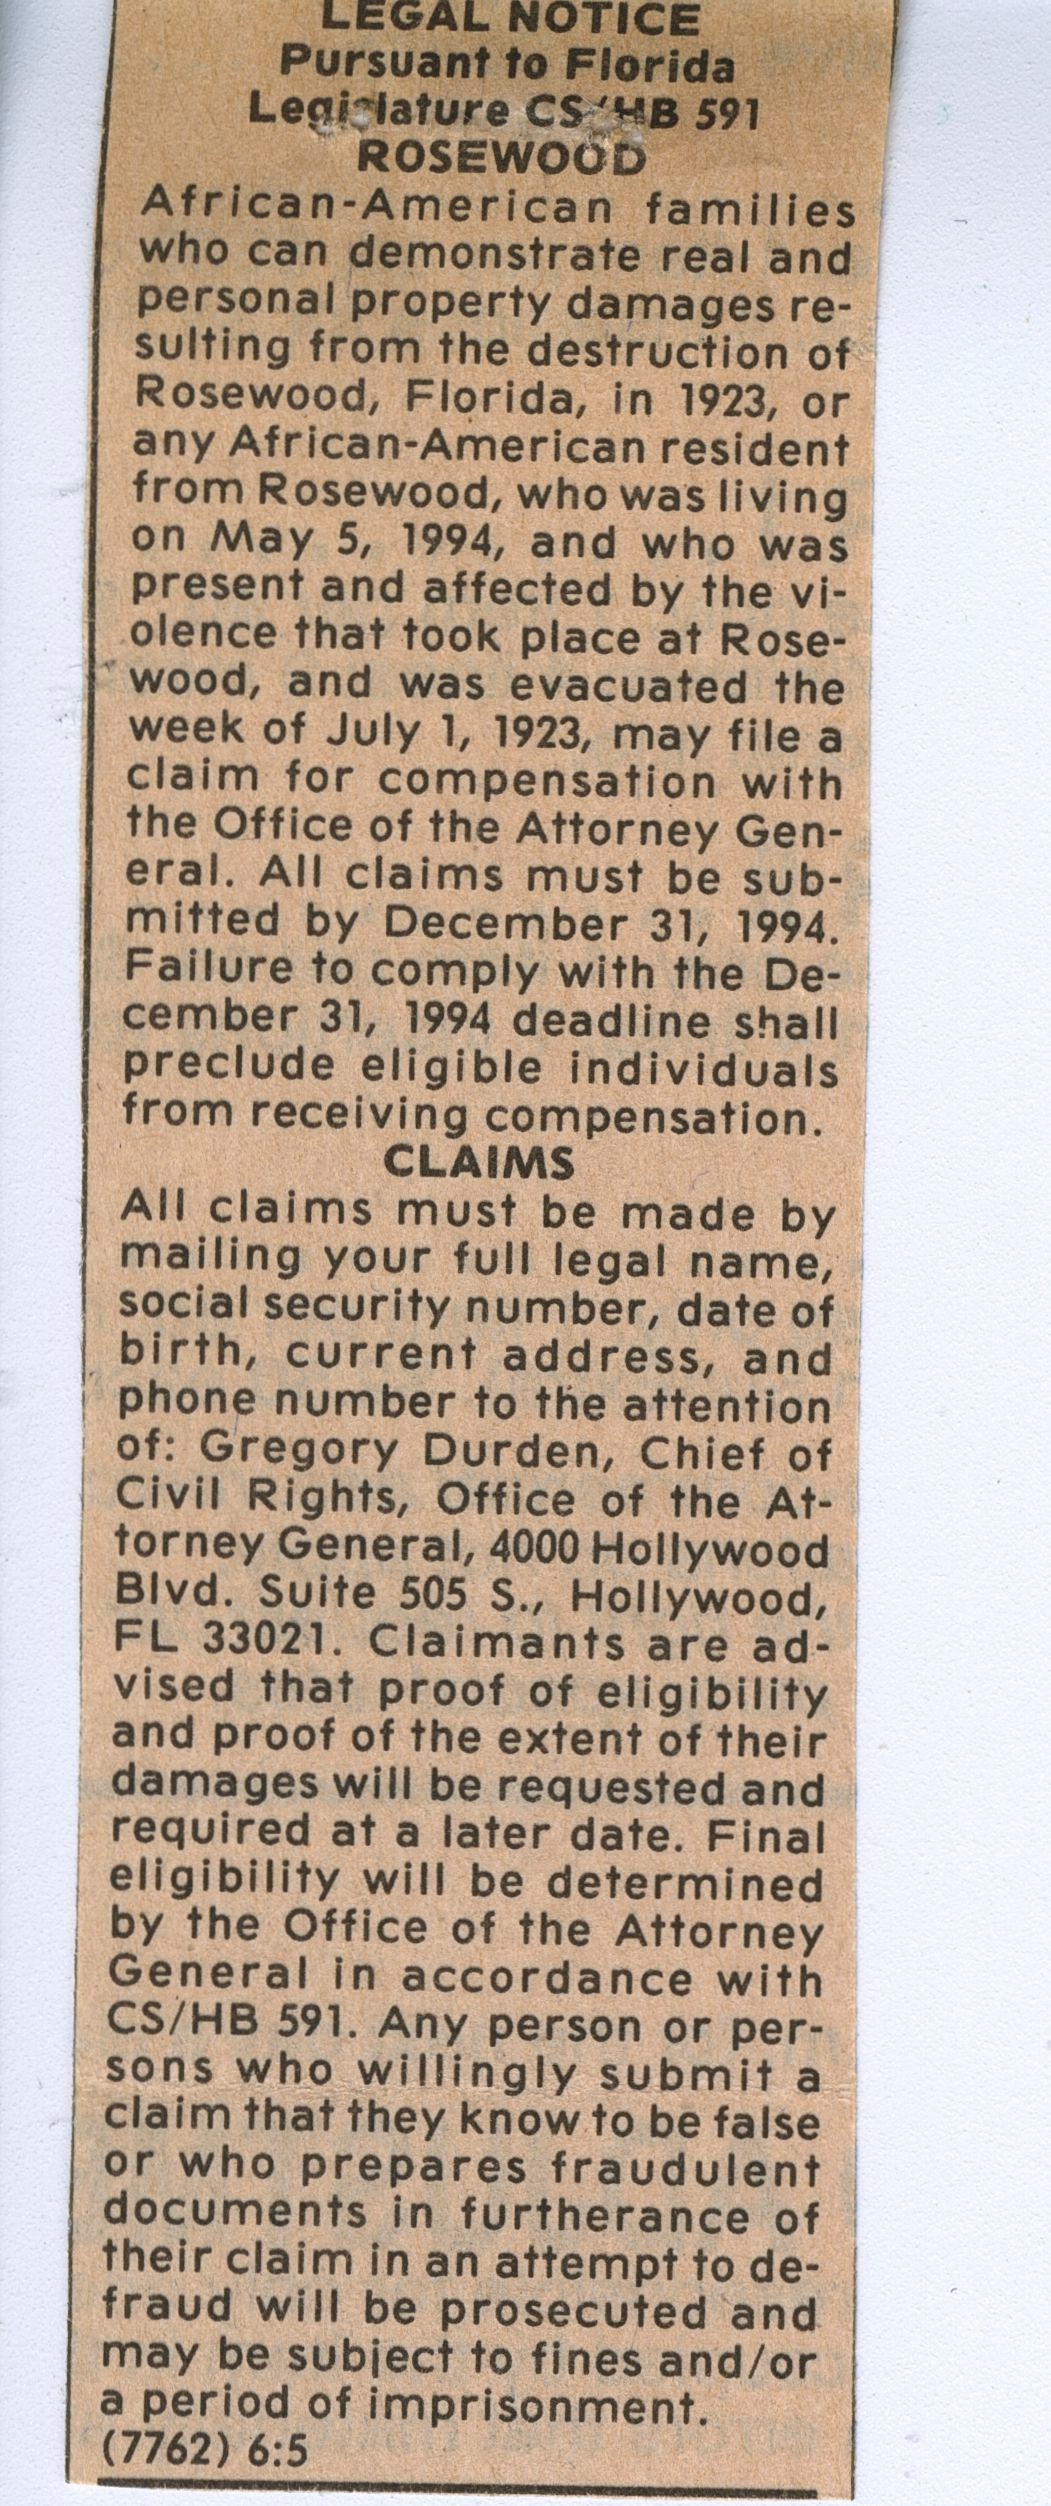 LEGAL NOTICE
Pursuant to Florida
Legislature CS/HB 591
ROSEWOOD
African-American families
who can demonstrate real and
personal property damages re-
sulting from the destruction of
Rosewood, Florida, in 1923, or
any African-American resident
from Rosewood, who was living
on May 5, 1994, and who was
present and affected by the vi-
olence that took place at Rose-
wood, and was evacuated the
week of July 1, 1923, may file a
claim for compensation with
the Office of the Attorney Gen-
eral. All claims must be sub-
mitted by December 31, 1994.
Failure to comply with the De-
cember 31, 1994 deadline shall
preclude eligible individuals
from receiving compensation.
CLAIMS
All claims must be made by
mailing your full legal name,
social security number, date of
birth, current address, and
phone number to the attention
of: Gregory Durden, Chief of
Civil Rights, Office of the At-
torney General, 4000 Hollywood
Blvd. Suite 505 S., Hollywood,
FL 33021. Claimants are ad-
vised that proof of eligibility
and proof of the extent of their
damages will be requested and
required at a later date. Final
eligibility will be determined
by the Office of the Attorney
General in accordance with
CS/HB 591. Any person or per-
sons who willingly submit a
claim that they know to be false
or who prepares fraudulent
documents in furtherance of
their claim in an attempt to de-
fraud will be prosecuted and
may be subject to fines and/or
a period of imprisonment.
(7762) 6:5